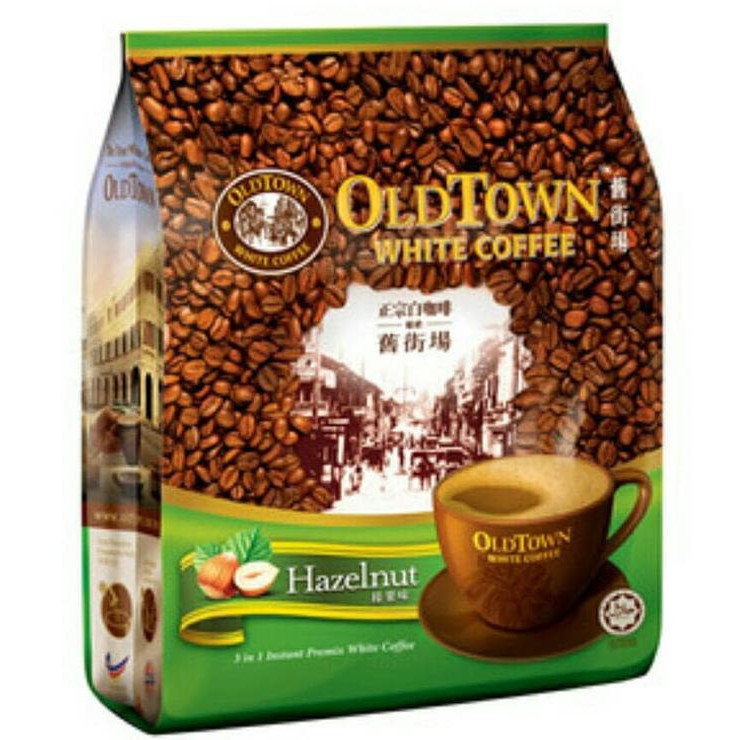 OLDTOWN
WHITE COFFEE
OLDTOWN
WHITE COFFEE
舊街場
正宗白咖啡
舊街場
OLDTOWN
WHITE COFFEE
Hazelnut
榛果味
3 in 1 Instant Premix White Coffee